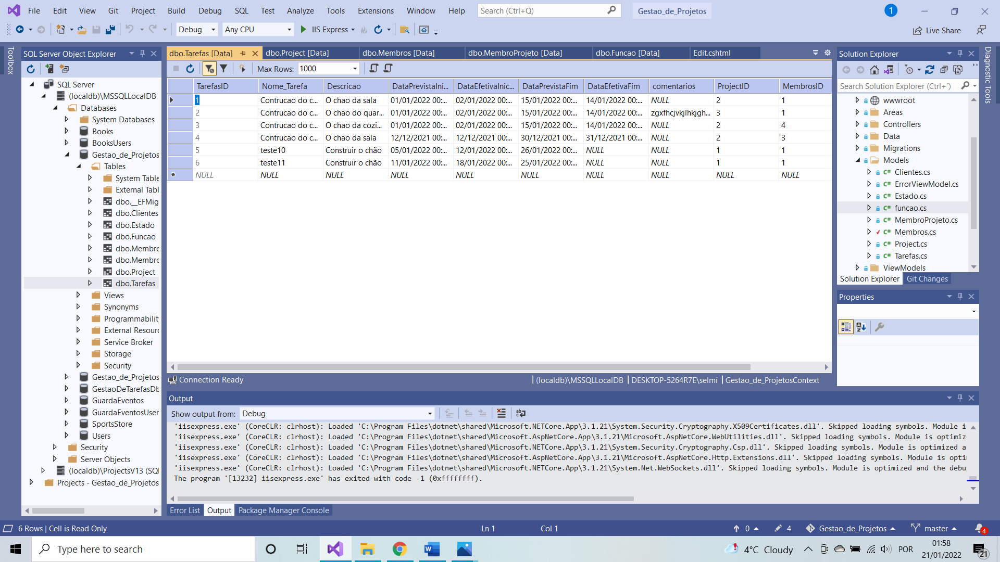 File Edit View Git Project Build Debug SQL Test Analyze Tools Extensions Window Help Search (Ctrl+Q) Gestao_de_Projetos 1
Debug Any CPU IIS Express Live Share
Toolbox
SQL Server Object Explorer
SQL Server
(localdb)\MSSQLLocalDB
Databases
System Databases
Books
BooksUsers
Gestao_de_Projetos
Tables
System Table
External Tabl
dbo.__EFMig
dbo.Clientes
dbo.Estado
dbo.Funcao
dbo.Membro
dbo.Membro
dbo.Project
dbo.Tarefas
Views
Synonyms
Programmability
External Resourc
Service Broker
Storage
Security
Gestao_de_Projetos
GestaoDeTarefasDb
GuardaEventos
GuardaEventosUser
SportsStore
Users
Security
Server Objects
(localdb)\ProjectsV13 (SQL
Projects - Gestao_de_Projetos
dbo.Tarefas [Data] dbo.Project [Data] dbo.Membros [Data] dbo.MembroProjeto [Data] dbo.Funcao [Data] Edit.cshtml
Max Rows: 1000
TarefasID Nome_Tarefa Descricao DataPrevistaIni... DataEfetivaInic... DataPrevistaFim DataEfetivaFim comentarios ProjectID MembrosID
1 Contrucao do c... O chao da sala 01/01/2022 00:... 02/01/2022 00:... 15/01/2022 00:... 14/01/2022 00:... NULL 2 1
2 Contrucao do c... O chao do quar... 01/01/2022 00:... 02/01/2022 00:... 15/01/2022 00:... 14/01/2022 00:... zgxfhcjvkjlhkjgh... 3 1
3 Contrucao do c... O chao da cozi... 01/01/2022 00:... 02/01/2022 00:... 15/01/2022 00:... 14/01/2022 00:... NULL 2 4
4 Contrucao do c... O chao da sala 12/12/2021 00:... 12/12/2021 00:... 30/12/2021 00:... 31/12/2021 00:... NULL 2 3
5 teste10 Construir o chão 05/01/2022 00:... 12/01/2022 00:... 26/01/2022 00:... NULL NULL 1 1
6 teste11 Construir o chão 11/01/2022 00:... 18/01/2022 00:... 25/01/2022 00:... NULL NULL 1 1
NULL NULL NULL NULL NULL NULL NULL NULL NULL NULL
Connection Ready (localdb)\MSSQLLocalDB DESKTOP-5264R7E\selmi Gestao_de_ProjetosContext
Output
Show output from: Debug
'iisexpress.exe' (CoreCLR: clrhost): Loaded 'C:\Program Files\dotnet\shared\Microsoft.NETCore.App\3.1.21\System.Security.Cryptography.X509Certificates.dll'. Skipped loading symbols. Module i
'iisexpress.exe' (CoreCLR: clrhost): Loaded 'C:\Program Files\dotnet\shared\Microsoft.AspNetCore.App\3.1.21\Microsoft.AspNetCore.WebUtilities.dll'. Skipped loading symbols. Module is optimiz
'iisexpress.exe' (CoreCLR: clrhost): Loaded 'C:\Program Files\dotnet\shared\Microsoft.NETCore.App\3.1.21\System.Security.Cryptography.Csp.dll'. Skipped loading symbols. Module is optimized a
'iisexpress.exe' (CoreCLR: clrhost): Loaded 'C:\Program Files\dotnet\shared\Microsoft.AspNetCore.App\3.1.21\Microsoft.AspNetCore.Http.Extensions.dll'. Skipped loading symbols. Module is opti
'iisexpress.exe' (CoreCLR: clrhost): Loaded 'C:\Program Files\dotnet\shared\Microsoft.NETCore.App\3.1.21\System.Net.WebSockets.dll'. Skipped loading symbols. Module is optimized and the debu
The program '[13232] iisexpress.exe' has exited with code -1 (0xffffffff).
Error List Output Package Manager Console
Solution Explorer
Search Solution Explorer (Ctrl+´)
wwwroot
Areas
Controllers
Data
Migrations
Models
C# Clientes.cs
C# ErrorViewModel.cs
C# Estado.cs
C# funcao.cs
C# MembroProjeto.cs
C# Membros.cs
C# Project.cs
C# Tarefas.cs
ViewModels
Solution Explorer Git Changes
Properties
Diagnostic Tools
6 Rows | Cell is Read Only Ln 1 Col 1 0 4 Gestao_de_Projetos master 4
Type here to search 4°C Cloudy POR 01:58
21/01/2022 21